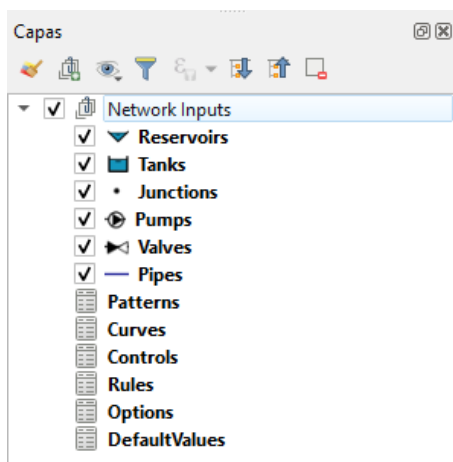 Capas
Network Inputs
Reservoirs
Tanks
Junctions
Pumps
Valves
Pipes
Patterns
Curves
Controls
Rules
Options
DefaultValues